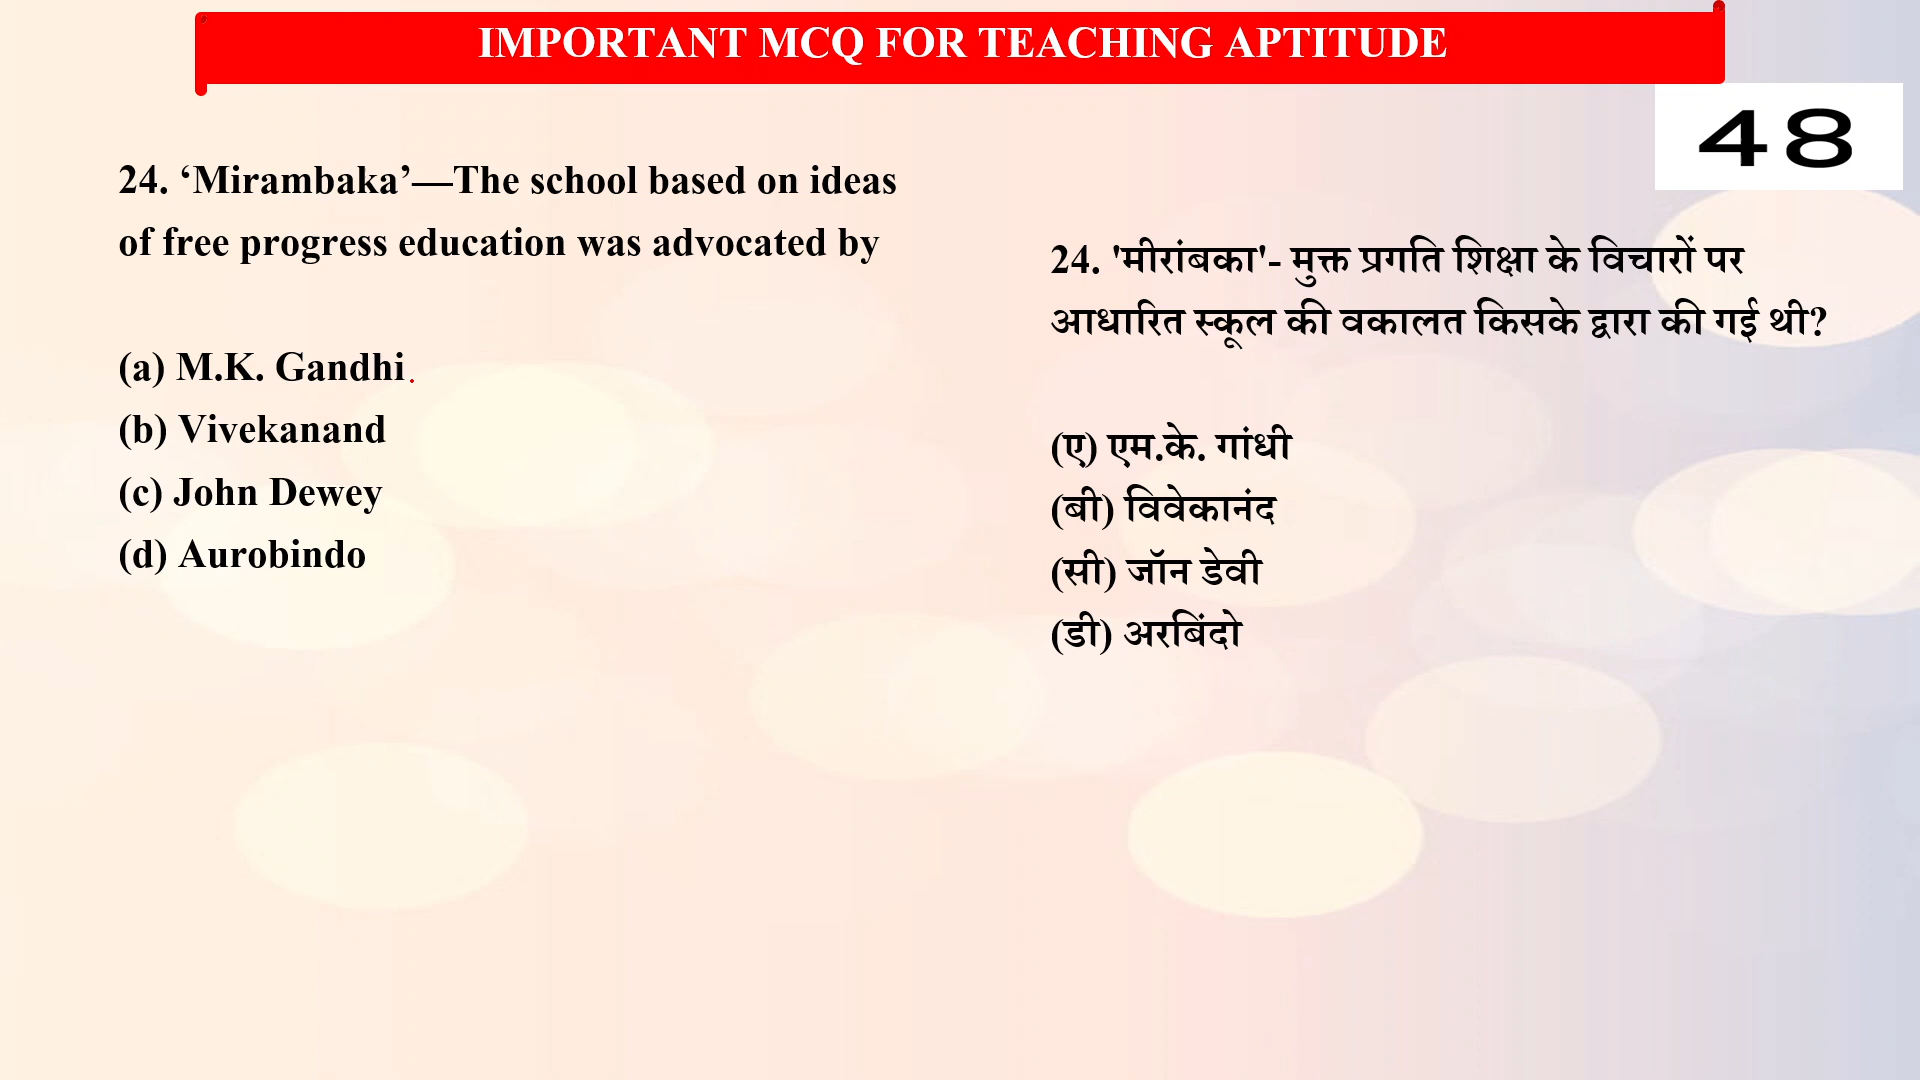 IMPORTANT MCQ FOR TEACHING APTITUDE
48
24. ‘Mirambaka’—The school based on ideas
of free progress education was advocated by
(a) M.K. Gandhi
(b) Vivekanand
(c) John Dewey
(d) Aurobindo
24. 'मीरांबका'- मुक्त प्रगति शिक्षा के विचारों पर
आधारित स्कूल की वकालत किसके द्वारा की गई थी?
(ए) एम.के. गांधी
(बी) विवेकानंद
(सी) जॉन डेवी
(डी) अरबिंदो